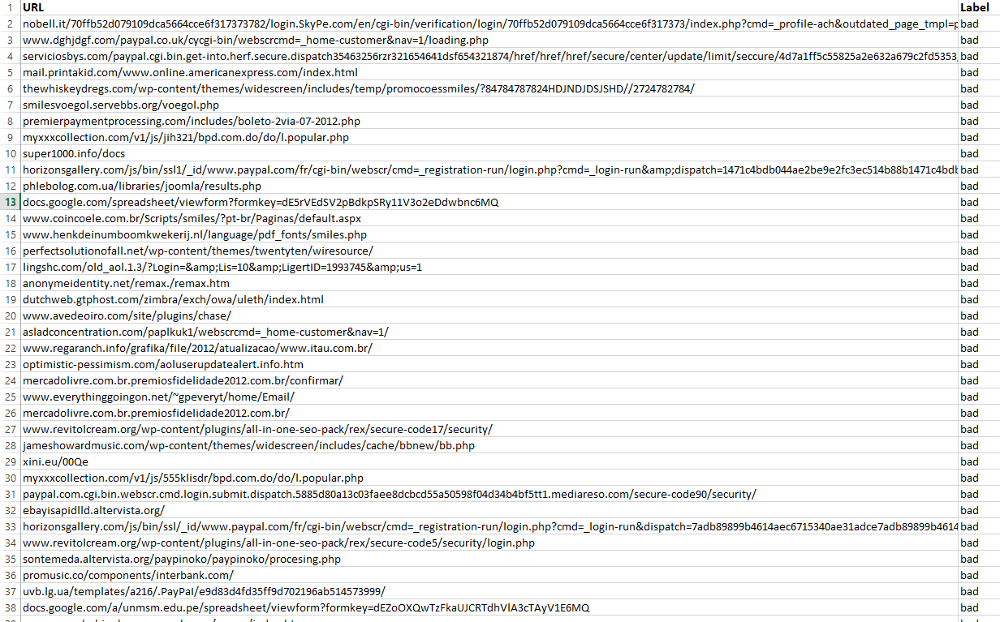 1 URL Label
2 nobell.it/70ffb52d079109dca5664cce6f317373782/login.SkyPe.com/en/cgi-bin/verification/login/70ffb52d079109dca5664cce6f317373/index.php?cmd=_profile-ach&outdated_page_tmpl=p bad
3 www.dghjdgf.com/paypal.co.uk/cycgi-bin/webscrcmd=_home-customer&nav=1/loading.php bad
4 serviciosbys.com/paypal.cgi.bin.get-into.herf.secure.dispatch35463256rzr321654641dsf654321874/href/href/href/secure/center/update/limit/seccure/4d7a1ff5c55825a2e632a679c2fd5353 bad
5 mail.printakid.com/www.online.americanexpress.com/index.html bad
6 thewhiskeydregs.com/wp-content/themes/widescreen/includes/temp/promocoessmiles/?84784787824HDJNDJDSJSHD//2724782784/ bad
7 smilesvoegol.servebbs.org/voegol.php bad
8 premierpaymentprocessing.com/includes/boleto-2via-07-2012.php bad
9 myxxxcollection.com/v1/js/jih321/bpd.com.do/do/l.popular.php bad
10 super1000.info/docs bad
11 horizonsgallery.com/js/bin/ssl1/_id/www.paypal.com/fr/cgi-bin/webscr/cmd=_registration-run/login.php?cmd=_login-run&amp;dispatch=1471c4bdb044ae2be9e2fc3ec514b88b1471c4bdb bad
12 phlebolog.com.ua/libraries/joomla/results.php bad
13 docs.google.com/spreadsheet/viewform?formkey=dE5rVEdSV2pBdkpSRy11V3o2eDdwbnc6MQ bad
14 www.coincoele.com.br/Scripts/smiles/?pt-br/Paginas/default.aspx bad
15 www.henkdeinumboomkwekerij.nl/language/pdf_fonts/smiles.php bad
16 perfectsolutionofall.net/wp-content/themes/twentyten/wiresource/ bad
17 lingshc.com/old_aol.1.3/?Login=&amp;Lis=10&amp;LigertID=1993745&amp;us=1 bad
18 anonymeidentity.net/remax./remax.htm bad
19 dutchweb.gtphost.com/zimbra/exch/owa/uleth/index.html bad
20 www.avedeoiro.com/site/plugins/chase/ bad
21 asladconcentration.com/paplkuk1/webscrcmd=_home-customer&nav=1/ bad
22 www.regaranch.info/grafika/file/2012/atualizacao/www.itau.com.br/ bad
23 optimistic-pessimism.com/aoluserupdatealert.info.htm bad
24 mercadolivre.com.br.premiosfidelidade2012.com.br/confirmar/ bad
25 www.everythinggoingon.net/~gpeveryt/home/Email/ bad
26 mercadolivre.com.br.premiosfidelidade2012.com.br/ bad
27 www.revitolcream.org/wp-content/plugins/all-in-one-seo-pack/rex/secure-code17/security/ bad
28 jameshowardmusic.com/wp-content/themes/widescreen/includes/cache/bbnew/bb.php bad
29 xini.eu/00Qe bad
30 myxxxcollection.com/v1/js/555klisdr/bpd.com.do/do/l.popular.php bad
31 paypal.com.cgi.bin.webscr.cmd.login.submit.dispatch.5885d80a13c03faee8dcbcd55a50598f04d34b4bf5tt1.mediareso.com/secure-code90/security/ bad
32 ebayisapidlld.altervista.org/ bad
33 horizonsgallery.com/js/bin/ssl/_id/www.paypal.com/fr/cgi-bin/webscr/cmd=_registration-run/login.php?cmd=_login-run&dispatch=7adb89899b4614aec6715340ae31adce7adb89899b4614 bad
34 www.revitolcream.org/wp-content/plugins/all-in-one-seo-pack/rex/secure-code5/security/login.php bad
35 sontemeda.altervista.org/paypinoko/paypinoko/procesing.php bad
36 promusic.co/components/interbank.com/ bad
37 uvb.lg.ua/templates/a216/.PayPaI/e9d83d4fd35ff9d702196ab514573999/ bad
38 docs.google.com/a/unmsm.edu.pe/spreadsheet/viewform?formkey=dEZoOXQwTzFkaUJCRTdhVlA3cTAyV1E6MQ bad